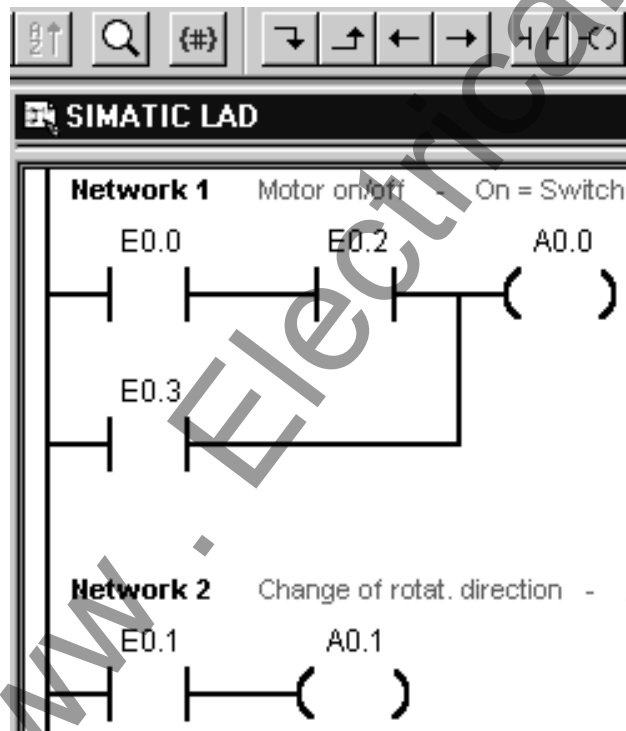 {#}
SIMATIC LAD
Network 1 Motor on/off - On = Switch
E0.0 E0.2 A0.0
E0.3
Network 2 Change of rotat. direction -
E0.1 A0.1
www . Electrical